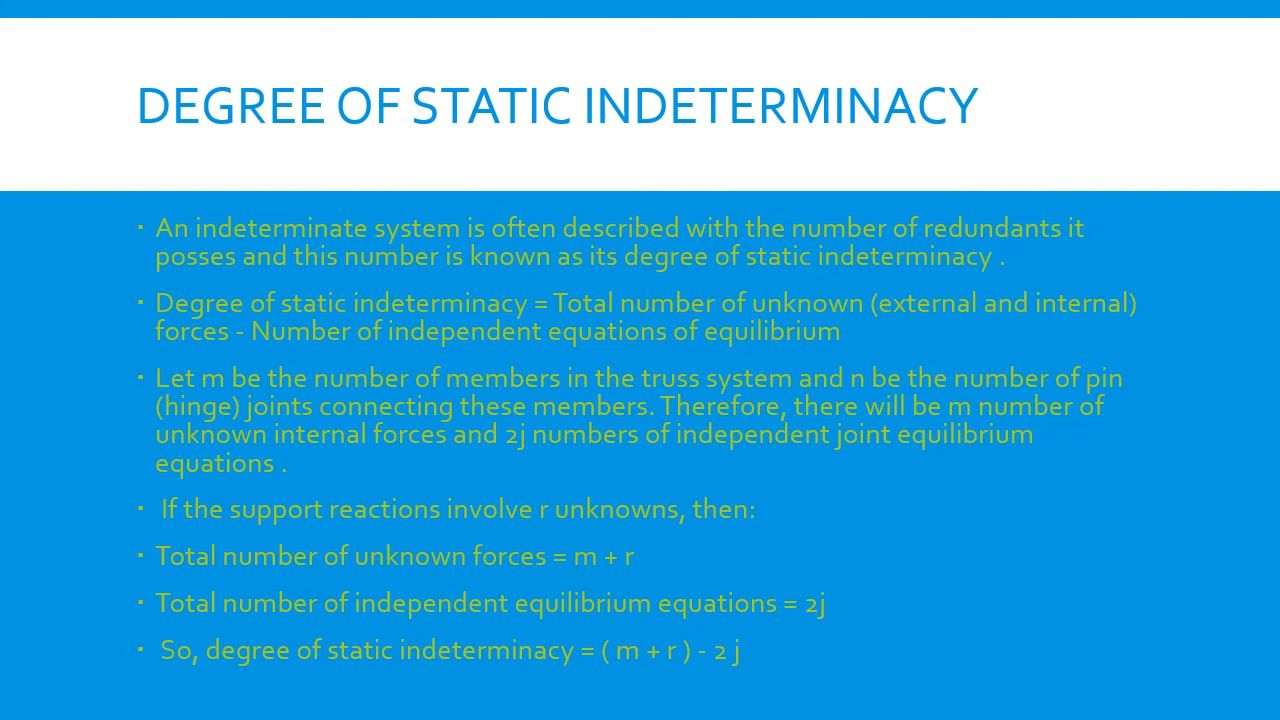 DEGREE OF STATIC INDETERMINACY
▪ An indeterminate system is often described with the number of redundants it
posses and this number is known as its degree of static indeterminacy .
▪ Degree of static indeterminacy = Total number of unknown (external and internal)
forces - Number of independent equations of equilibrium
▪ Let m be the number of members in the truss system and n be the number of pin
(hinge) joints connecting these members. Therefore, there will be m number of
unknown internal forces and 2j numbers of independent joint equilibrium
equations .
▪ If the support reactions involve r unknowns, then:
▪ Total number of unknown forces = m + r
▪ Total number of independent equilibrium equations = 2j
▪ So, degree of static indeterminacy = ( m + r ) - 2 j